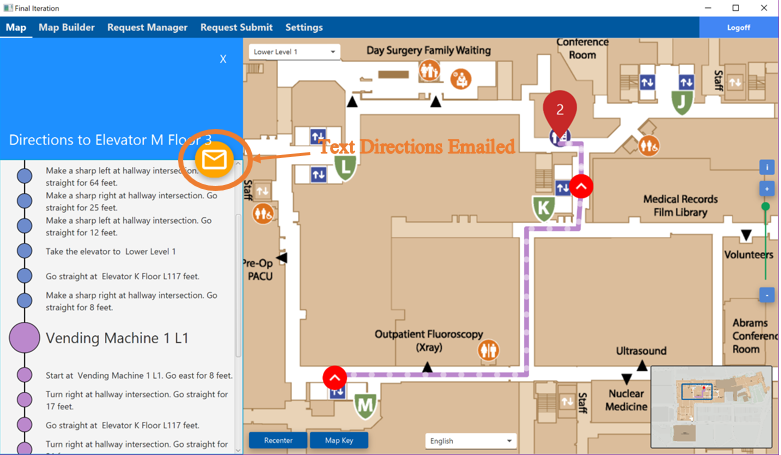 Final Iteration
Map Map Builder Request Manager Request Submit Settings Logoff
X
Directions to Elevator M Floor 3
Make a sharp left at hallway intersection. Go
straight for 64 feet.
Make a sharp right at hallway intersection. Go
straight for 25 feet.
Make a sharp left at hallway intersection. Go
straight for 12 feet.
Take the elevator to Lower Level 1
Go straight at Elevator K Floor L117 feet.
Make a sharp right at hallway intersection. Go
straight for 8 feet.
Vending Machine 1 L1
Start at Vending Machine 1 L1. Go east for 8 feet.
Turn right at hallway intersection. Go straight for
17 feet.
Go straight at Elevator K Floor L117 feet.
Turn right at hallway intersection. Go straight for
Lower Level 1
Day Surgery Family Waiting
Conference
Room
Staff
J
2
Text Directions Emailed
L
Staff
K
Medical Records
Film Library
i
+
-
Pre-Op
PACU
Volunteers
Outpatient Fluoroscopy
(Xray)
Abrams
Conference
Room
Ultrasound
Nuclear
Medicine
M
Staff
Recenter
Map Key
English